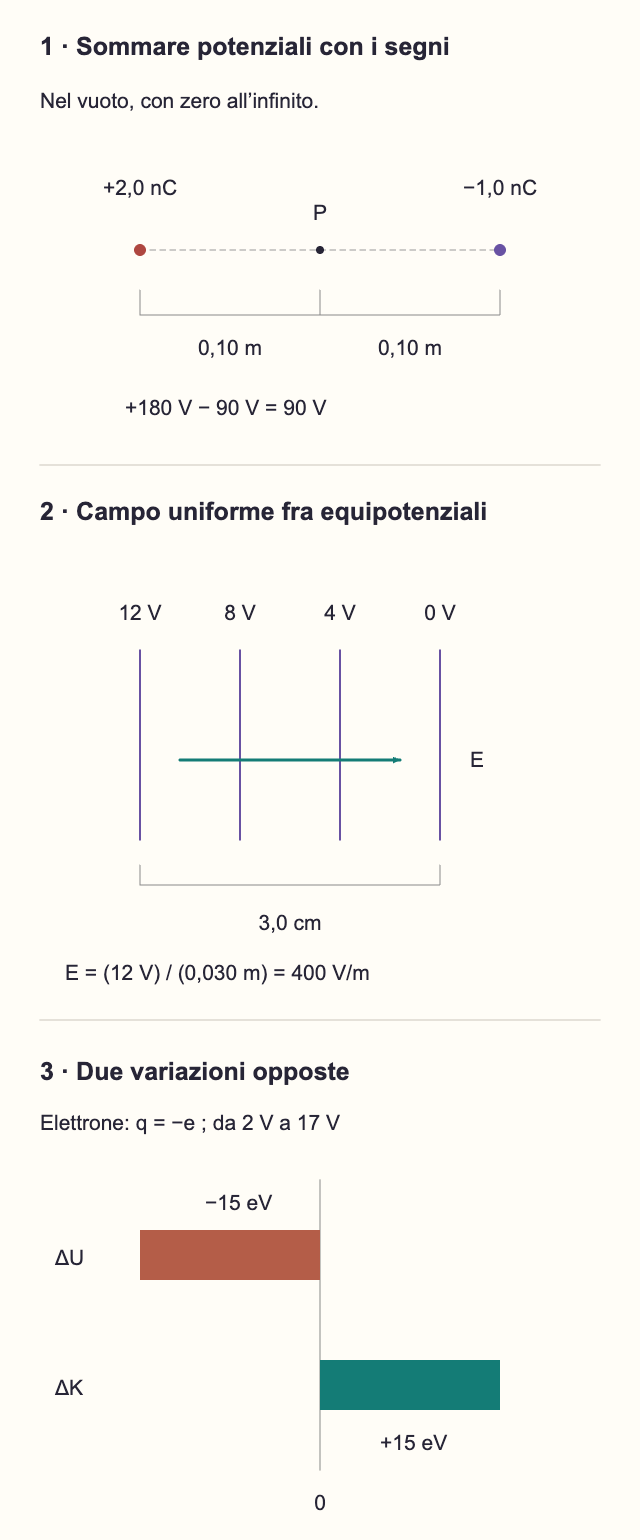 1 · Sommare potenziali con i segni
Nel vuoto, con zero all’infinito.
+2,0 nC
−1,0 nC
P
0,10 m
0,10 m
+180 V − 90 V = 90 V
2 · Campo uniforme fra equipotenziali
12 V
8 V
4 V
0 V
E
3,0 cm
E = (12 V) / (0,030 m) = 400 V/m
3 · Due variazioni opposte
Elettrone: q = −e ; da 2 V a 17 V
−15 eV
ΔU
ΔK
+15 eV
0